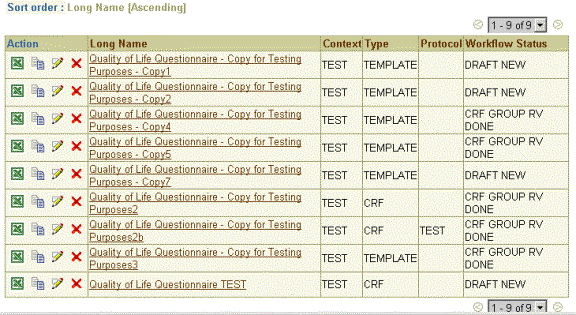 Sort order : Long Name [Ascending]
1 - 9 of 9
Action Long Name Context Type Protocol Workflow Status
Quality of Life Questionnaire - Copy for Testing
Purposes - Copy1 TEST TEMPLATE DRAFT NEW
Quality of Life Questionnaire - Copy for Testing
Purposes - Copy2 TEST TEMPLATE DRAFT NEW
Quality of Life Questionnaire - Copy for Testing
Purposes - Copy4 TEST TEMPLATE CRF GROUP RV
DONE
Quality of Life Questionnaire - Copy for Testing
Purposes - Copy5 TEST TEMPLATE CRF GROUP RV
DONE
Quality of Life Questionnaire - Copy for Testing
Purposes - Copy7 TEST TEMPLATE DRAFT NEW
Quality of Life Questionnaire - Copy for Testing
Purposes2 TEST CRF CRF GROUP RV
DONE
Quality of Life Questionnaire - Copy for Testing
Purposes2b TEST CRF TEST CRF GROUP RV
DONE
Quality of Life Questionnaire - Copy for Testing
Purposes3 TEST TEMPLATE CRF GROUP RV
DONE
Quality of Life Questionnaire TEST TEST CRF DRAFT NEW
1 - 9 of 9